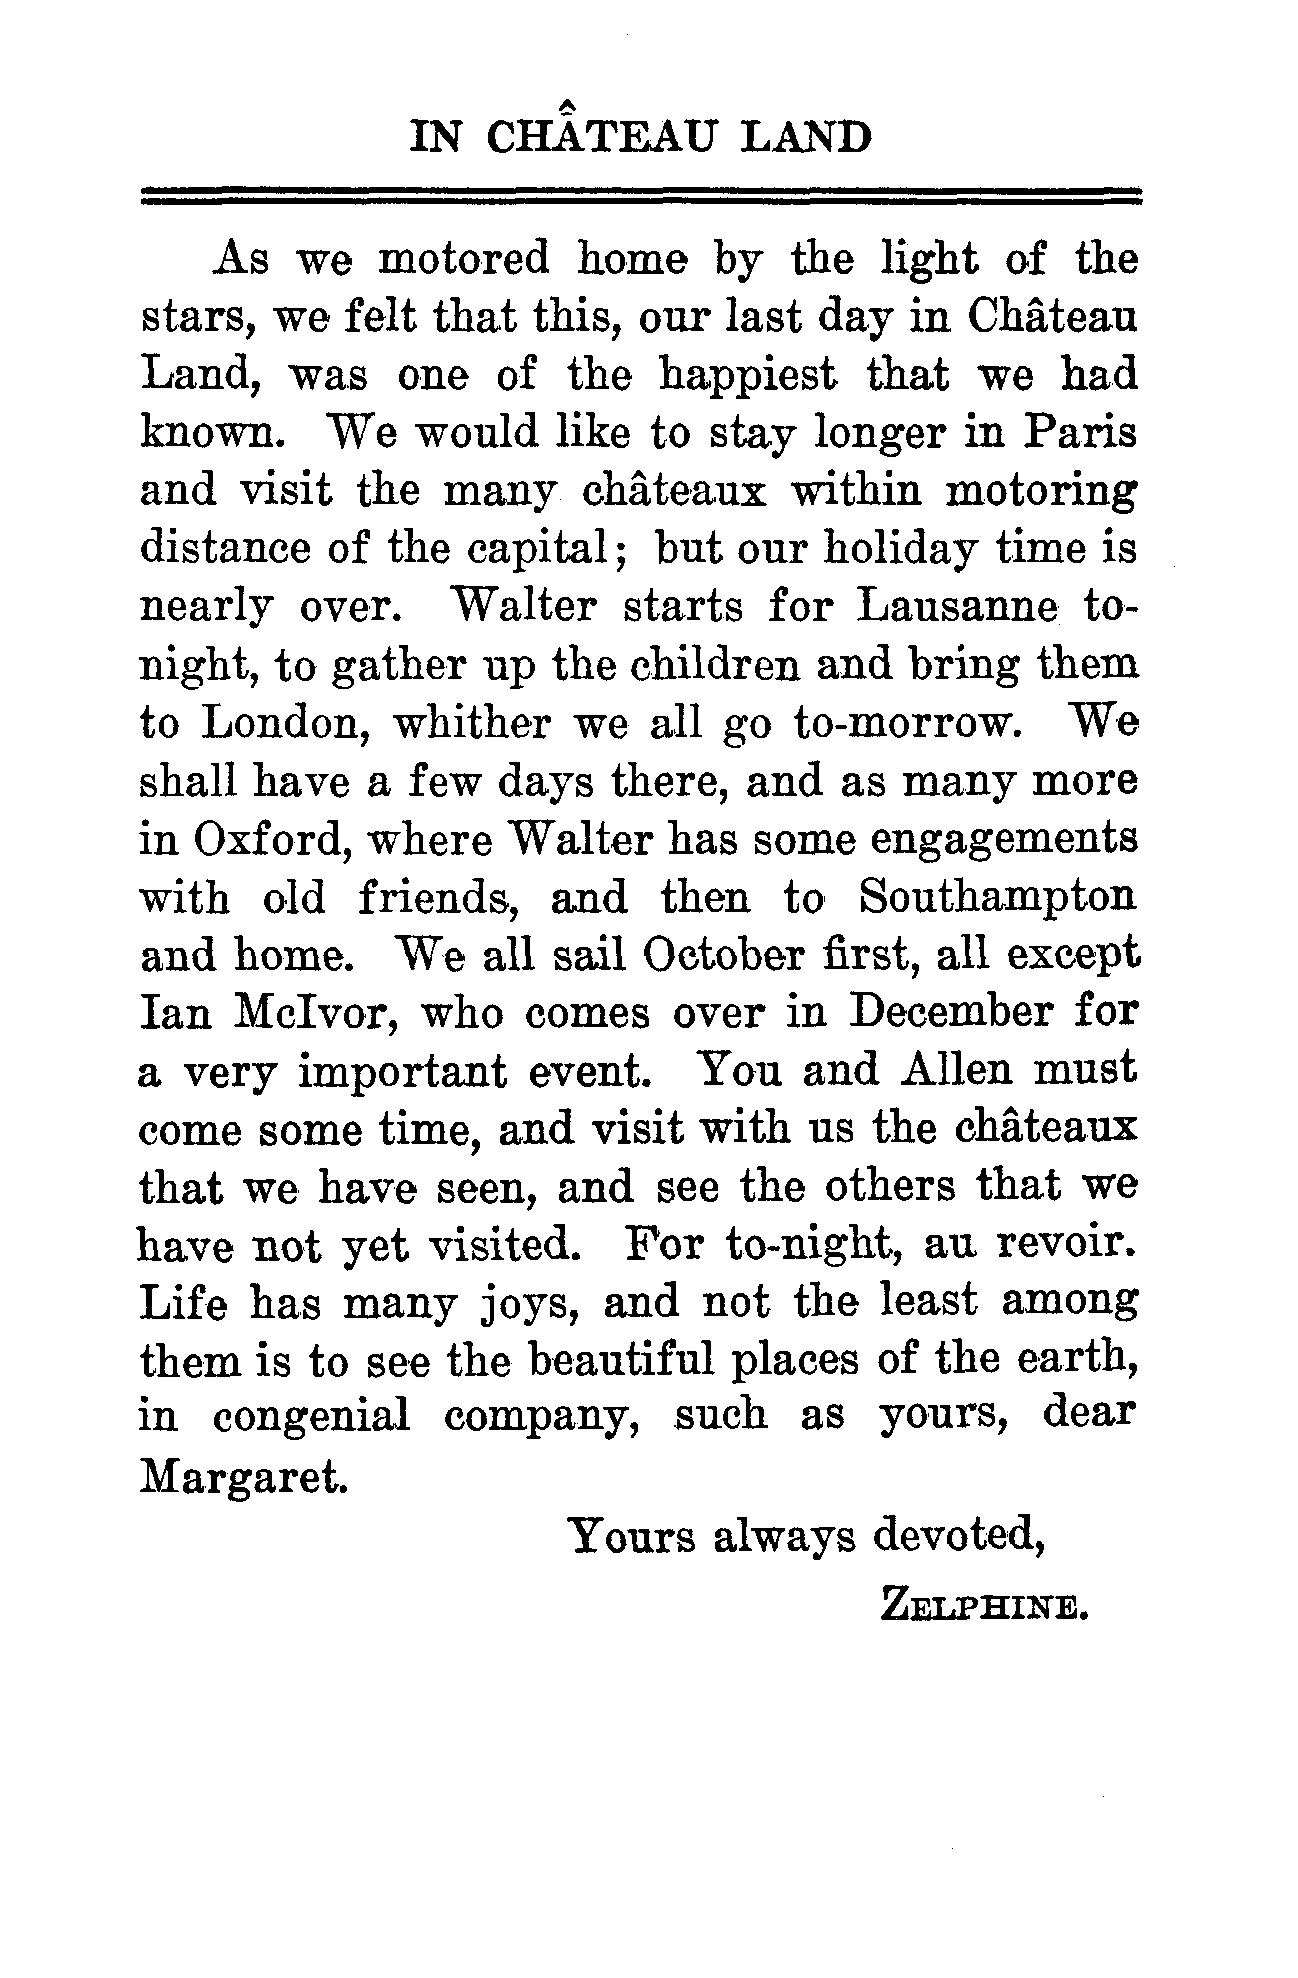 IN CHÂTEAU LAND
As we motored home by the light of the
stars, we felt that this, our last day in Château
Land, was one of the happiest that we had
known. We would like to stay longer in Paris
and visit the many châteaux within motoring
distance of the capital; but our holiday time is
nearly over. Walter starts for Lausanne to-
night, to gather up the children and bring them
to London, whither we all go to-morrow. We
shall have a few days there, and as many more
in Oxford, where Walter has some engagements
with old friends, and then to Southampton
and home. We all sail October first, all except
Ian McIvor, who comes over in December for
a very important event. You and Allen must
come some time, and visit with us the châteaux
that we have seen, and see the others that we
have not yet visited. For to-night, au revoir.
Life has many joys, and not the least among
them is to see the beautiful places of the earth,
in congenial company, such as yours, dear
Margaret.
Yours always devoted,
ZELPHINE.